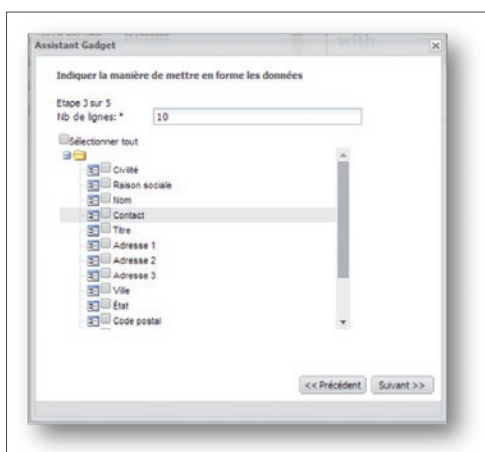 with
Assistant Gadget
Indiquer la manière de mettre en forme les données
Etape 3 sur 5
Nb de lignes: * 10
Sélectionner tout
Civilité
Raison sociale
Nom
Contact
Titre
Adresse 1
Adresse 2
Adresse 3
Ville
État
Code postal
<< Précédent Suivant >>